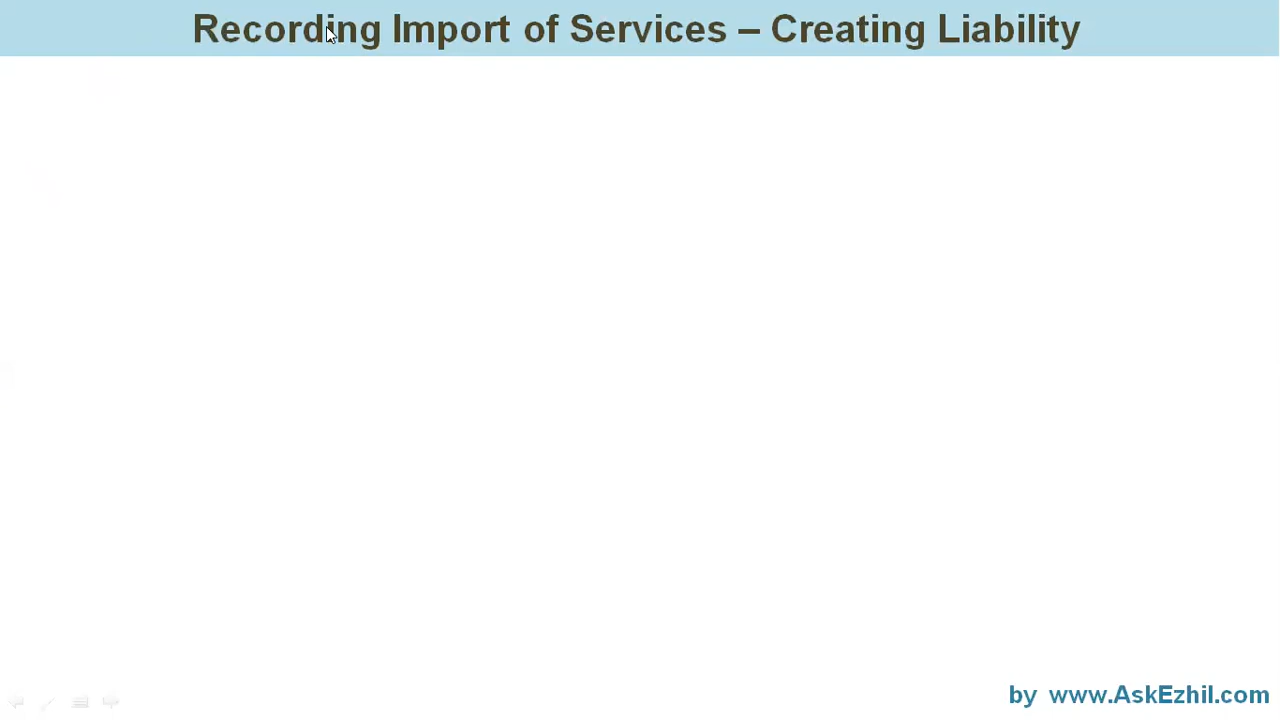 Recording Import of Services – Creating Liability
by www.AskEzhil.com